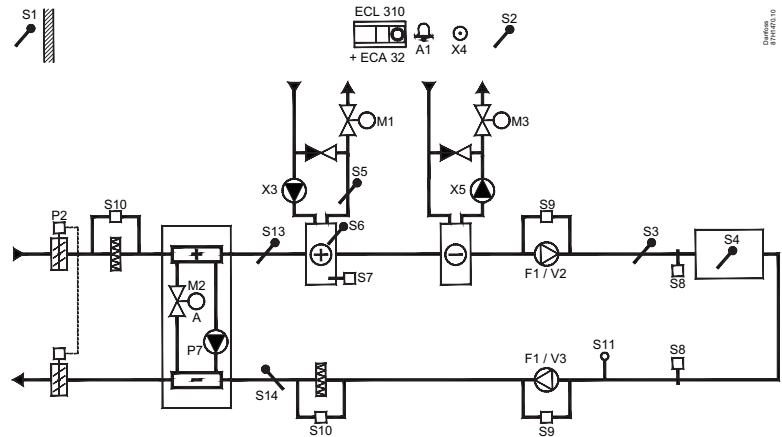 S1
ECL 310
+ ECA 32
A1
X4
S2
Danfoss
87H1470.10
M1
M3
S5
X3
X5
P2
S10
S13
S6
S9
S3
S4
S7
F1 / V2
S8
M2
A
P7
F1 / V3
S11
S8
S14
S10
S9